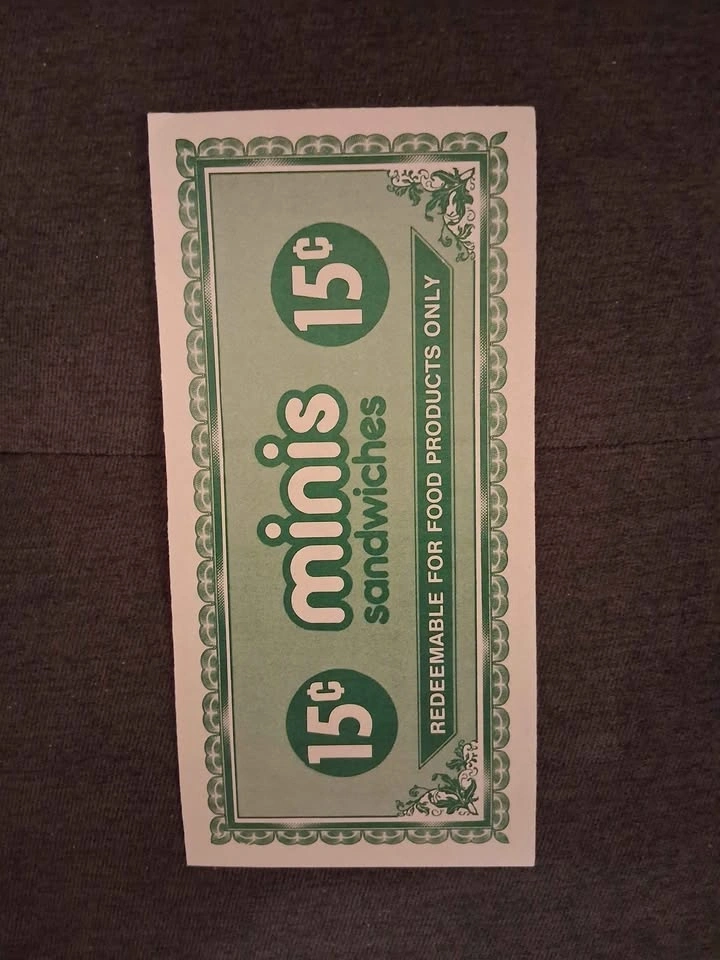 15¢ minis 15¢
sandwiches
REDEEMABLE FOR FOOD PRODUCTS ONLY